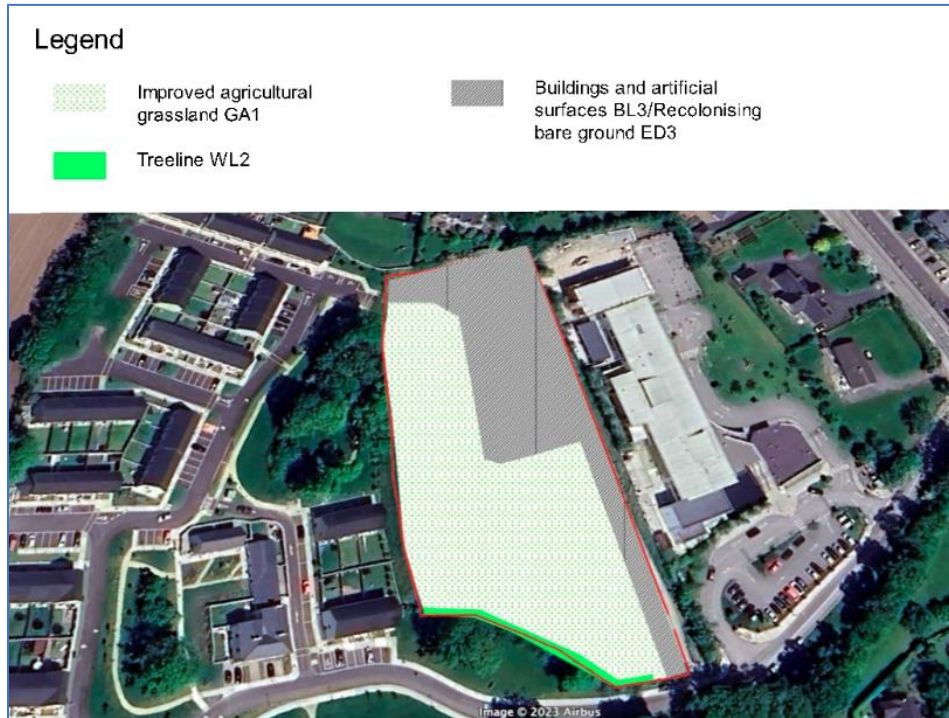 Legend
Improved agricultural
grassland GA1
Treeline WL2
Buildings and artificial
surfaces BL3/Recolonising
bare ground ED3
Image © 2023 Airbus